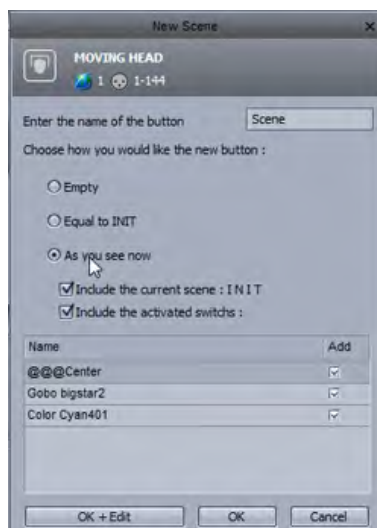 New Scene
MOVING HEAD
1 1-144
Enter the name of the button Scene
Choose how you would like the new button :
Empty
Equal to INIT
As you see now
Include the current scene : I N I T
Include the activated switchs :
Name Add
@@@Center
Gobo bigstar2
Color Cyan401
OK + Edit OK Cancel